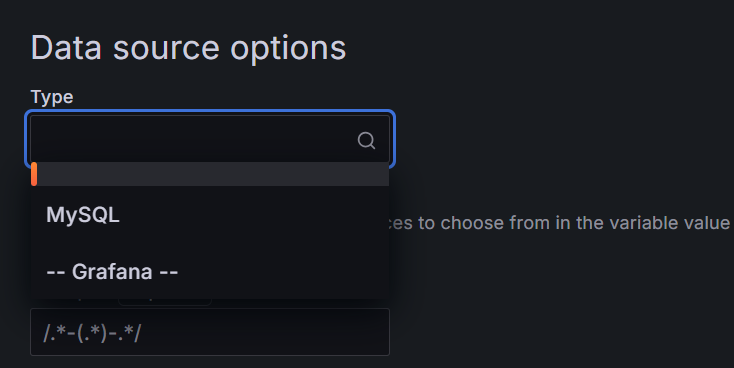 Data source options
Type
MySQL
ces to choose from in the variable value
-- Grafana --
/.*-(.*)-.*/